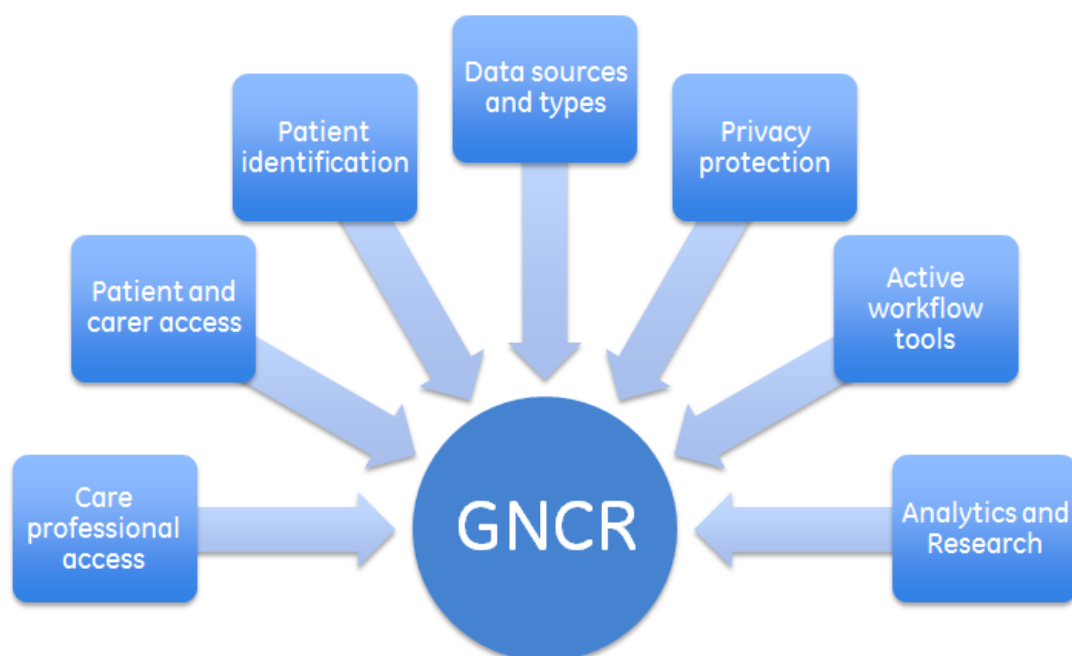 Data sources
and types
Patient
identification
Privacy
protection
Patient and
carer access
Active
workflow
tools
Care
professional
access
GNCR
Analytics and
Research